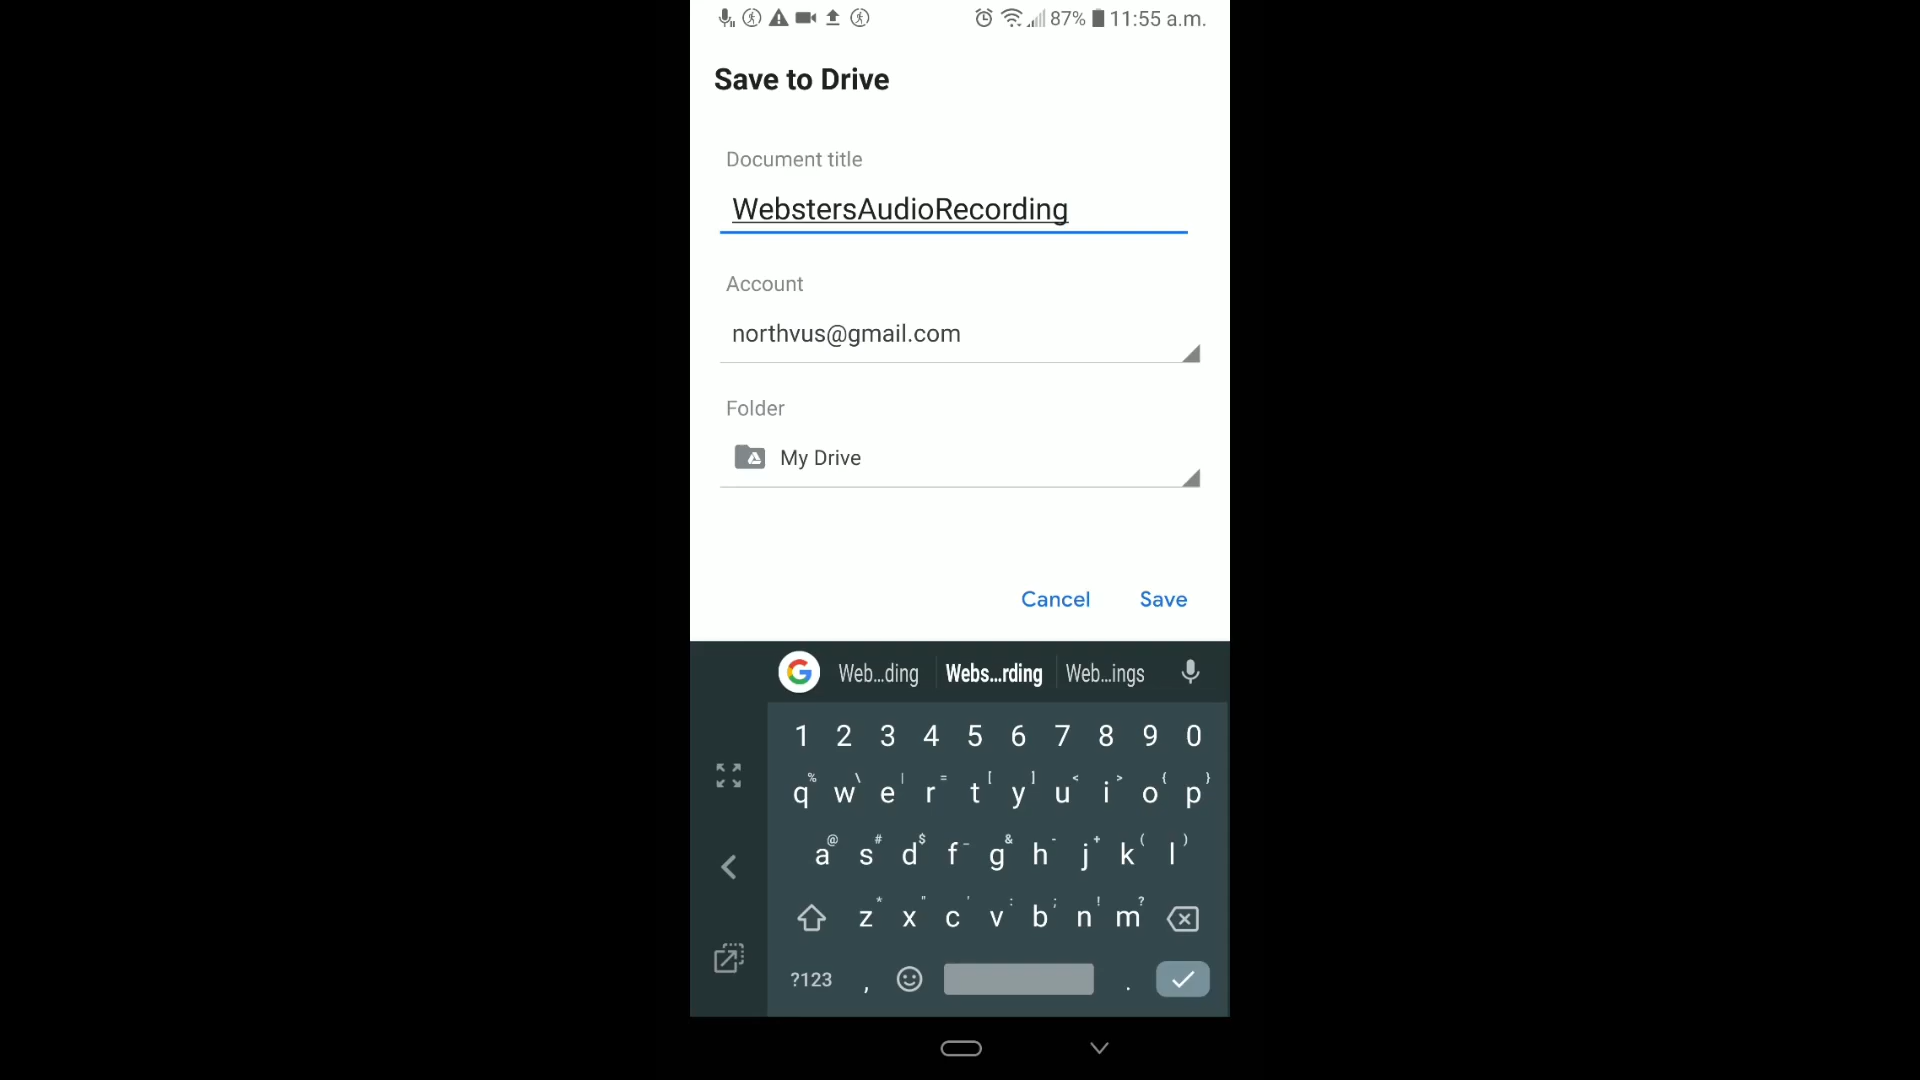 87% 11:55 a.m.
Save to Drive
Document title
WebstersAudioRecording
Account
northvus@gmail.com
Folder
My Drive
Cancel Save
Web...ding Webs...rding Web...ings
1 2 3 4 5 6 7 8 9 0
% \ | = [ ] < > { }
q w e r t y u i o p
@ # $ _ & - + ( )
a s d f g h j k l
* " ' : ; ! ?
z x c v b n m
?123 , .